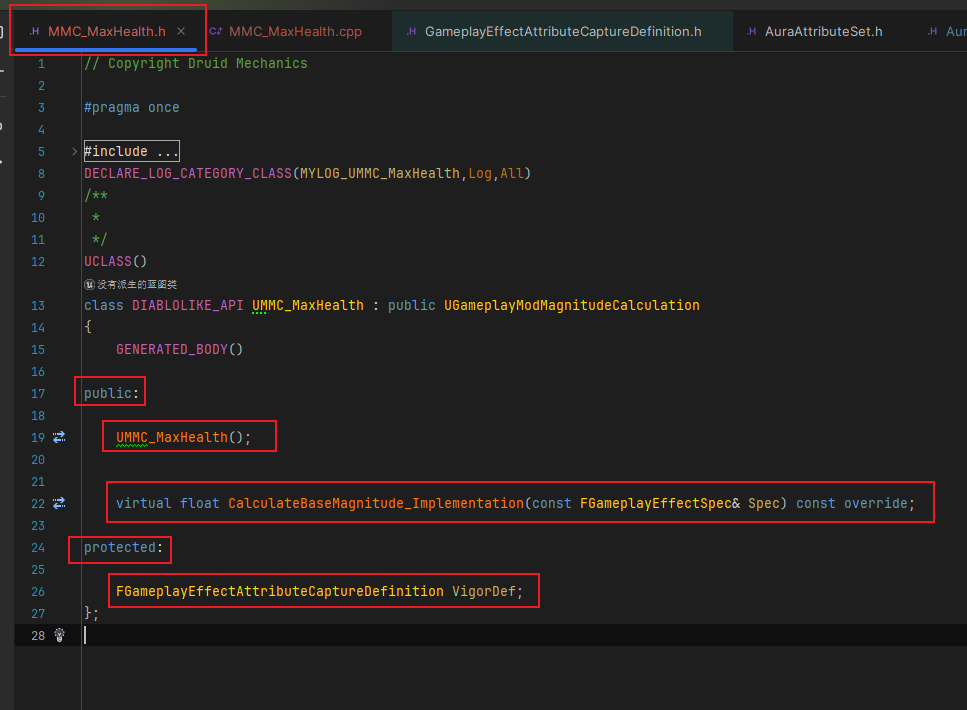 .H MMC_MaxHealth.h × C+ MMC_MaxHealth.cpp .H GameplayEffectAttributeCaptureDefinition.h .H AuraAttributeSet.h .H Aur
1 // Copyright Druid Mechanics
2
3 #pragma once
4
5 #include ...
8 DECLARE_LOG_CATEGORY_CLASS(MYLOG_UMMC_MaxHealth,Log,All)
9 /**
10 *
11 */
12 UCLASS()
没有派生的蓝图类
13 class DIABLOLIKE_API UMMC_MaxHealth : public UGameplayModMagnitudeCalculation
14 {
15 GENERATED_BODY()
16
17 public:
18
19 UMMC_MaxHealth();
20
21
22 virtual float CalculateBaseMagnitude_Implementation(const FGameplayEffectSpec& Spec) const override;
23
24 protected:
25
26 FGameplayEffectAttributeCaptureDefinition VigorDef;
27 };
28